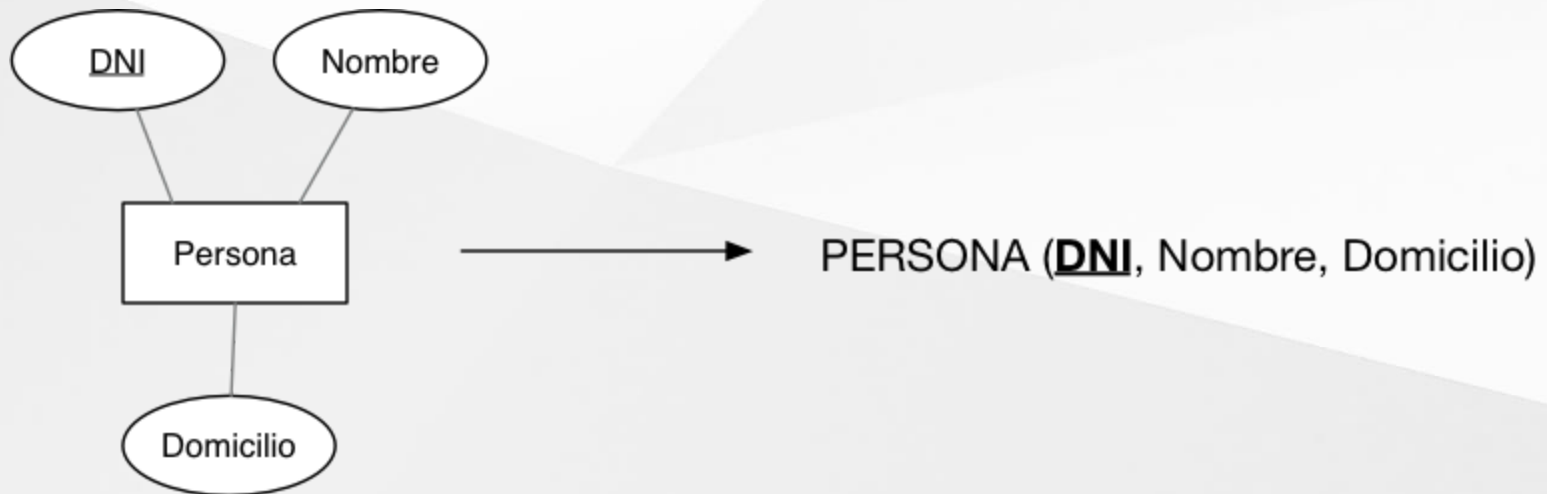 DNI
Nombre
Persona
PERSONA (DNI, Nombre, Domicilio)
Domicilio